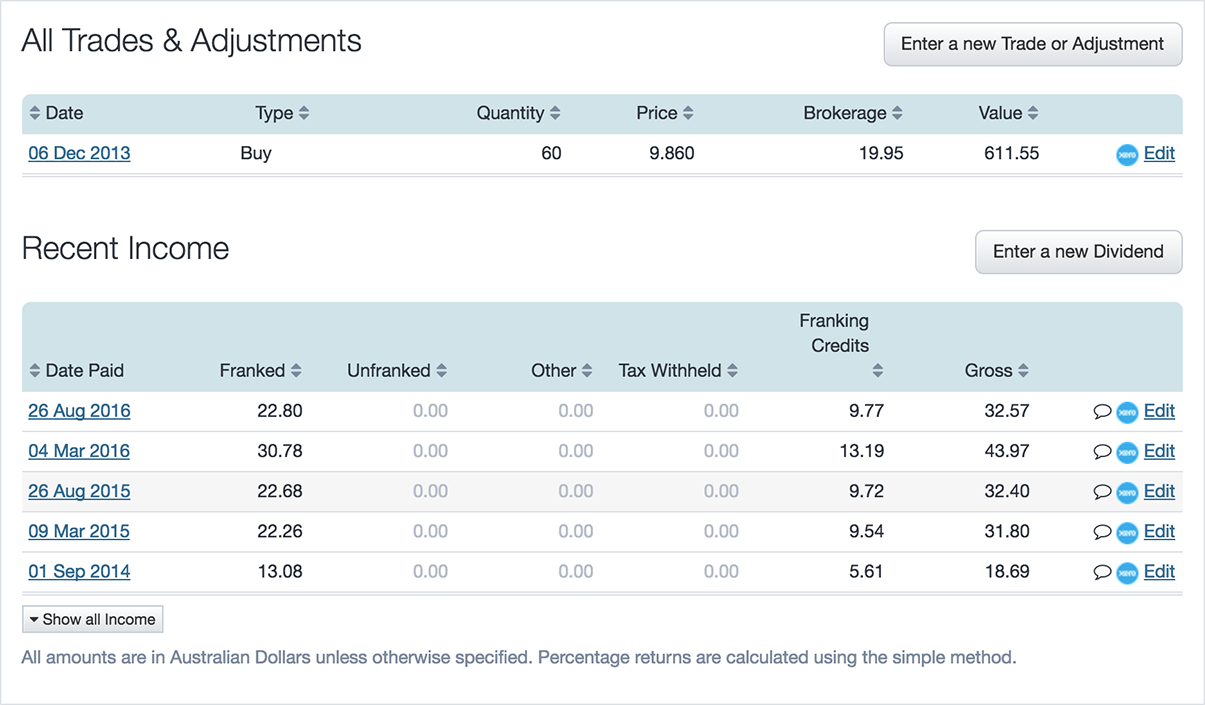 All Trades & Adjustments
Enter a new Trade or Adjustment
Date Type Quantity Price Brokerage Value
06 Dec 2013 Buy 60 9.860 19.95 611.55 xero Edit
Recent Income
Enter a new Dividend
Franking
Credits
Date Paid Franked Unfranked Other Tax Withheld Gross
26 Aug 2016 22.80 0.00 0.00 0.00 9.77 32.57 xero Edit
04 Mar 2016 30.78 0.00 0.00 0.00 13.19 43.97 xero Edit
26 Aug 2015 22.68 0.00 0.00 0.00 9.72 32.40 xero Edit
09 Mar 2015 22.26 0.00 0.00 0.00 9.54 31.80 xero Edit
01 Sep 2014 13.08 0.00 0.00 0.00 5.61 18.69 xero Edit
Show all Income
All amounts are in Australian Dollars unless otherwise specified. Percentage returns are calculated using the simple method.